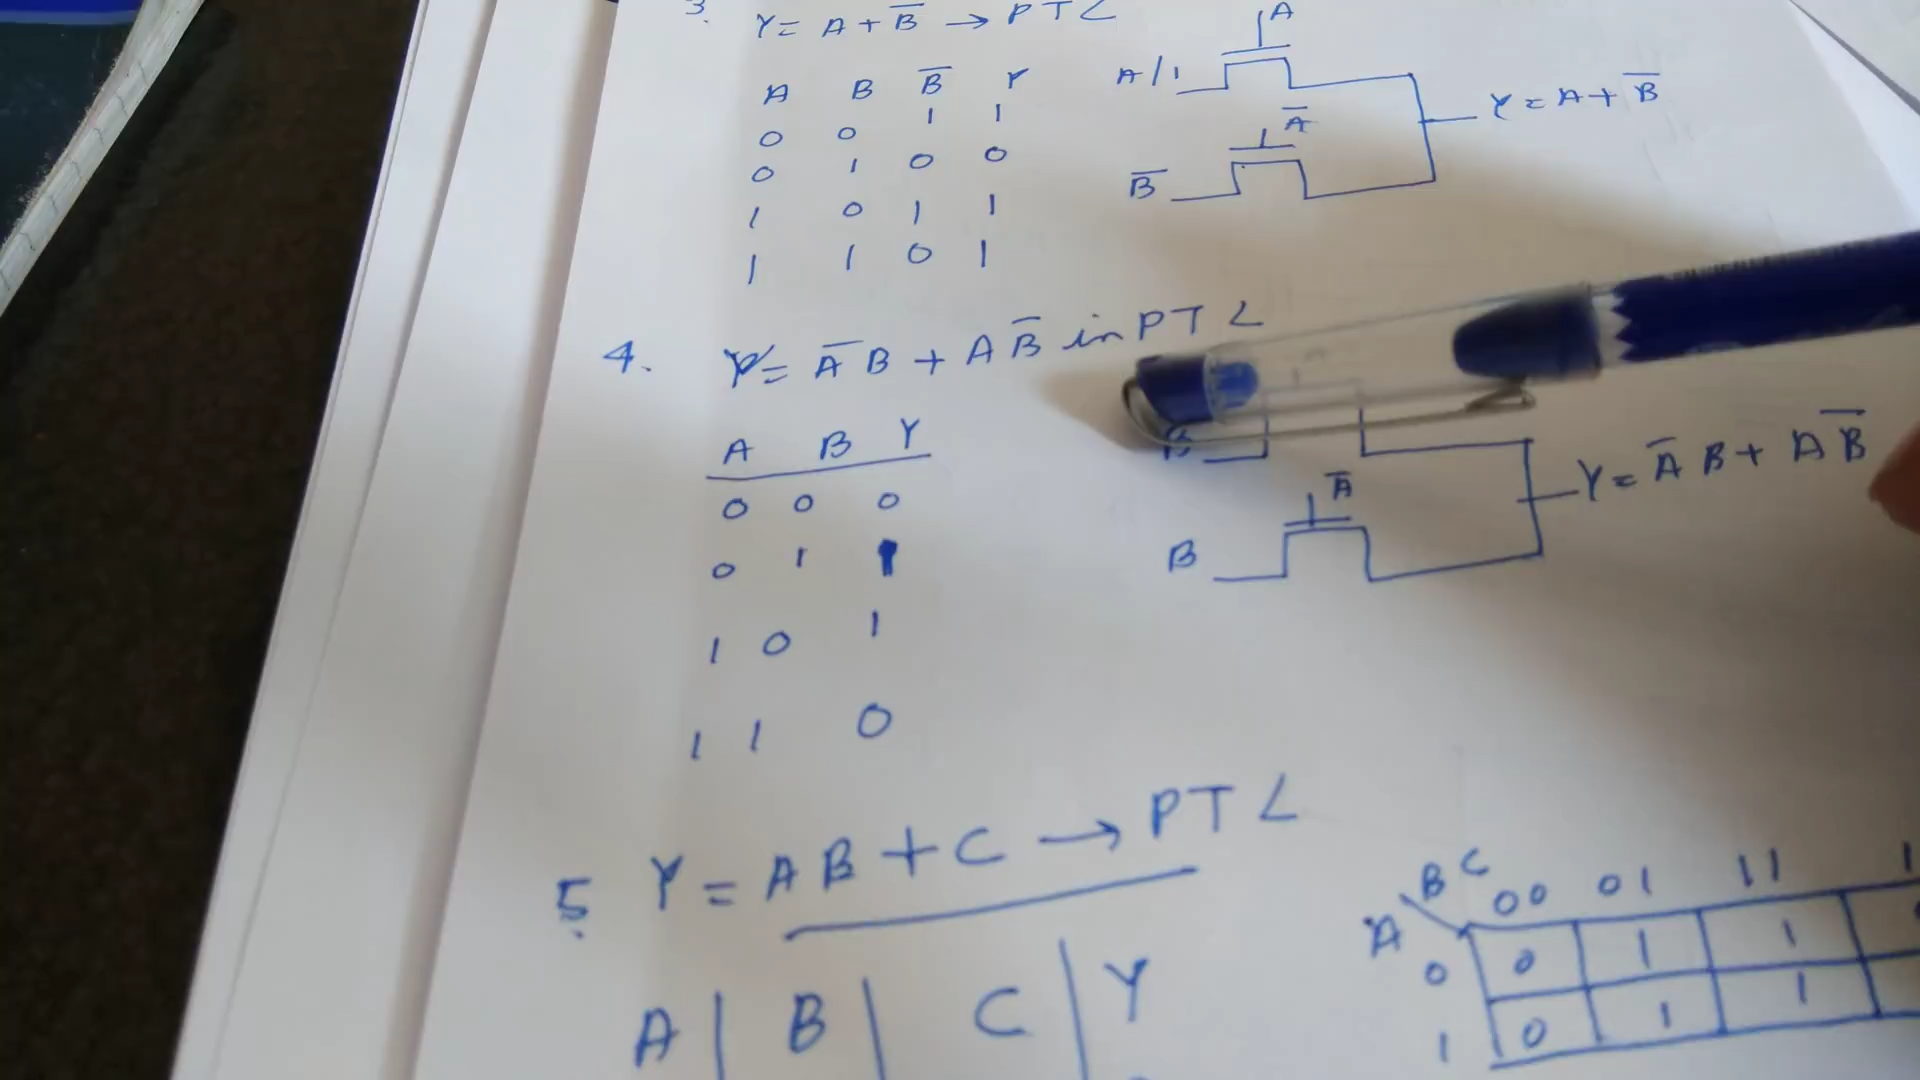 3. Y = A + B̅ → PTL
A B B̅ Y
0 0 1 1
0 1 0 0
1 0 1 1
1 1 0 1
A
A/1
A̅
B̅
Y = A + B̅
4. Y = A̅B + AB̅ in PTL
A B Y
0 0 0
0 1 1
1 0 1
1 1 0
A̅
B
Y = A̅B + AB̅
5. Y = AB + C → PTL
A B C Y
BC 00 01 11
A
0 0 1 1
1 0 1 1